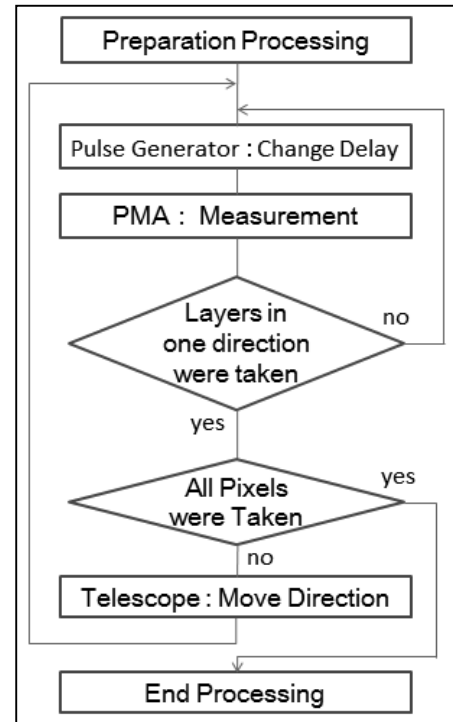 Preparation Processing
Pulse Generator : Change Delay
PMA : Measurement
Layers in
one direction
were taken
no
yes
All Pixels
were Taken
yes
no
Telescope : Move Direction
End Processing